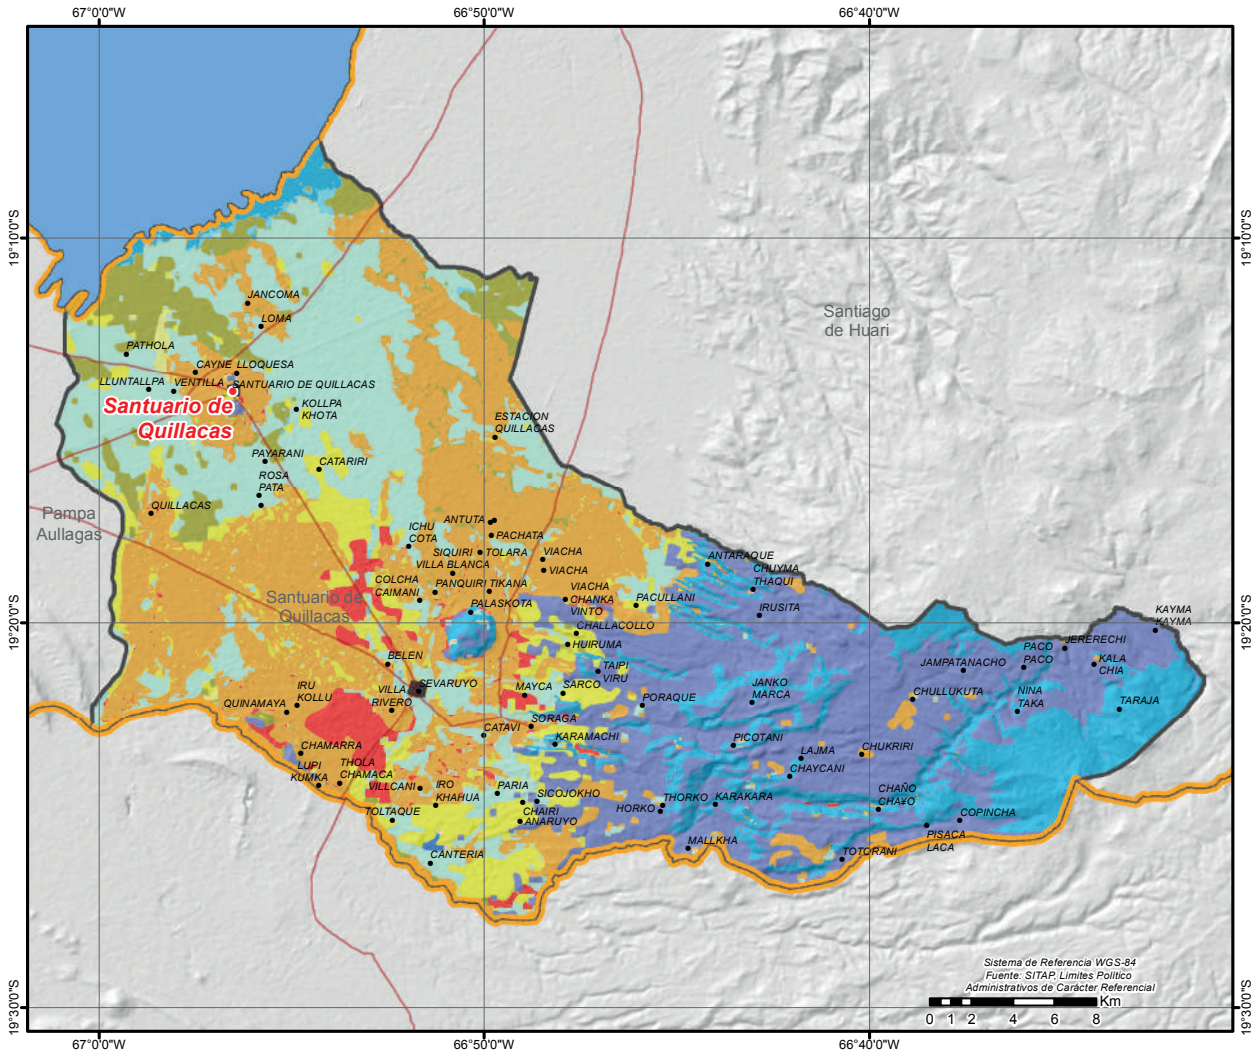 67°0'0"W
66°50'0"W
66°40'0"W
19°10'0"S
19°10'0"S
Santiago
de Huari
JANCOMA
LOMA
PATHOLA
CAYNE
LLOQUESA
LLUNTALLPA
VENTILLA
SANTUARIO DE QUILLACAS
Santuario de
Quillacas
KOLLPA
KHOTA
ESTACION
QUILLACAS
PAYARANI
CATARIRI
ROSA
PATA
QUILLACAS
Pampa
Aullagas
ANTUTA
PACHATA
ICHU
COTA
SIQUIRI
TOLARA
VIACHA
VILLA BLANCA
VIACHA
ANTARAQUE
CHUYMA
THAQUI
COLCHA
CAIMANI
PANQUIRI
TIKANA
VIACHA
CHANKA
VINTO
PACULLANI
Santuario de
Quillacas
PALASKOTA
IRUSITA
KAYMA
KAYMA
19°20'0"S
19°20'0"S
CHALLACOLLO
HUIRUMA
JERERECHI
PACO
PACO
BELEN
TAIPI
VIRU
JAMPATANACHO
KALA
CHIA
IRU
KOLLU
VILLA
RIVERO
SEVARUYO
MAYCA
SARCO
JANKO
MARCA
CHULLUKUTA
NINA
TAKA
TARAJA
QUINAMAYA
PORAQUE
CATAVI
SORAGA
KARAMACHI
PICOTANI
CHAMARRA
LAJMA
CHUKRIRI
LUPI
KUMKA
THOLA
CHAMACA
CHAYCANI
VILLCANI
IRO
KHAHUA
PARIA
SICOJOKHO
CHAÑO
CHA¥O
THORKO
KARAKARA
HORKO
TOLTAQUE
CHAIRI
ANARUYO
COPINCHA
PISACA
LACA
MALLKHA
CANTERIA
TOTORANI
Sistema de Referencia WGS-84
Fuente: SITAP, Limites Político
Administrativos de Carácter Referencial
Km
0 1 2 4 6 8
19°30'0"S
19°30'0"S
67°0'0"W
66°50'0"W
66°40'0"W